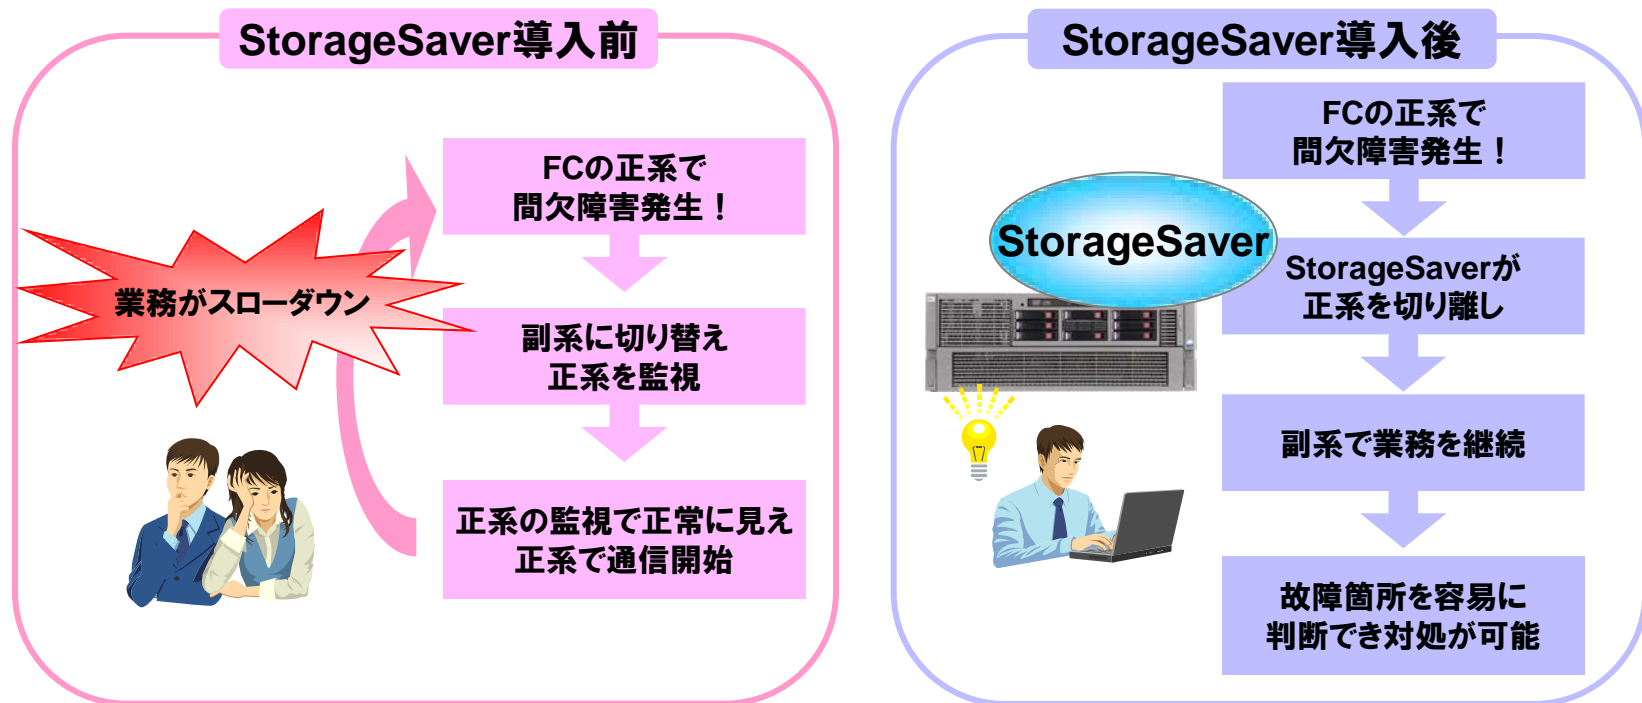 StorageSaver導入前
FCの正系で
間欠障害発生！
業務がスローダウン
副系に切り替え
正系を監視
正系の監視で正常に見え
正系で通信開始
StorageSaver導入後
FCの正系で
間欠障害発生！
StorageSaver
StorageSaverが
正系を切り離し
副系で業務を継続
故障箇所を容易に
判断でき対処が可能